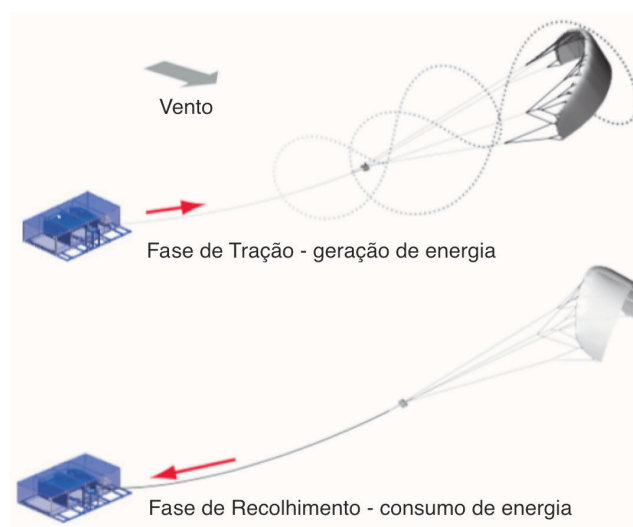 Vento
Fase de Tração - geração de energia
Fase de Recolhimento - consumo de energia